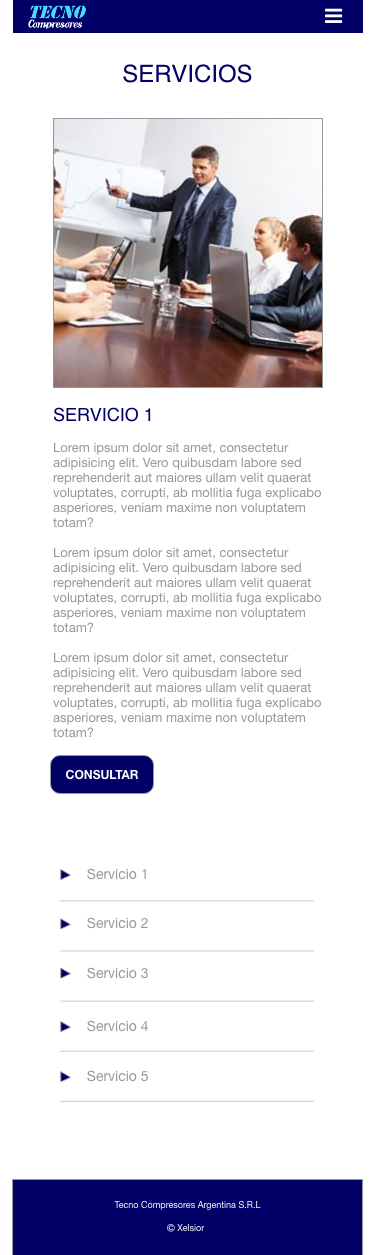 TECNO
Compresores
SERVICIOS
SERVICIO 1
Lorem ipsum dolor sit amet, consectetur
adipisicing elit. Vero quibusdam labore sed
reprehenderit aut maiores ullam velit quaerat
voluptates, corrupti, ab mollitia fuga explicabo
asperiores, veniam maxime non voluptatem
totam?
Lorem ipsum dolor sit amet, consectetur
adipisicing elit. Vero quibusdam labore sed
reprehenderit aut maiores ullam velit quaerat
voluptates, corrupti, ab mollitia fuga explicabo
asperiores, veniam maxime non voluptatem
totam?
Lorem ipsum dolor sit amet, consectetur
adipisicing elit. Vero quibusdam labore sed
reprehenderit aut maiores ullam velit quaerat
voluptates, corrupti, ab mollitia fuga explicabo
asperiores, veniam maxime non voluptatem
totam?
CONSULTAR
Servicio 1
Servicio 2
Servicio 3
Servicio 4
Servicio 5
Tecno Compresores Argentina S.R.L
© Xelsior